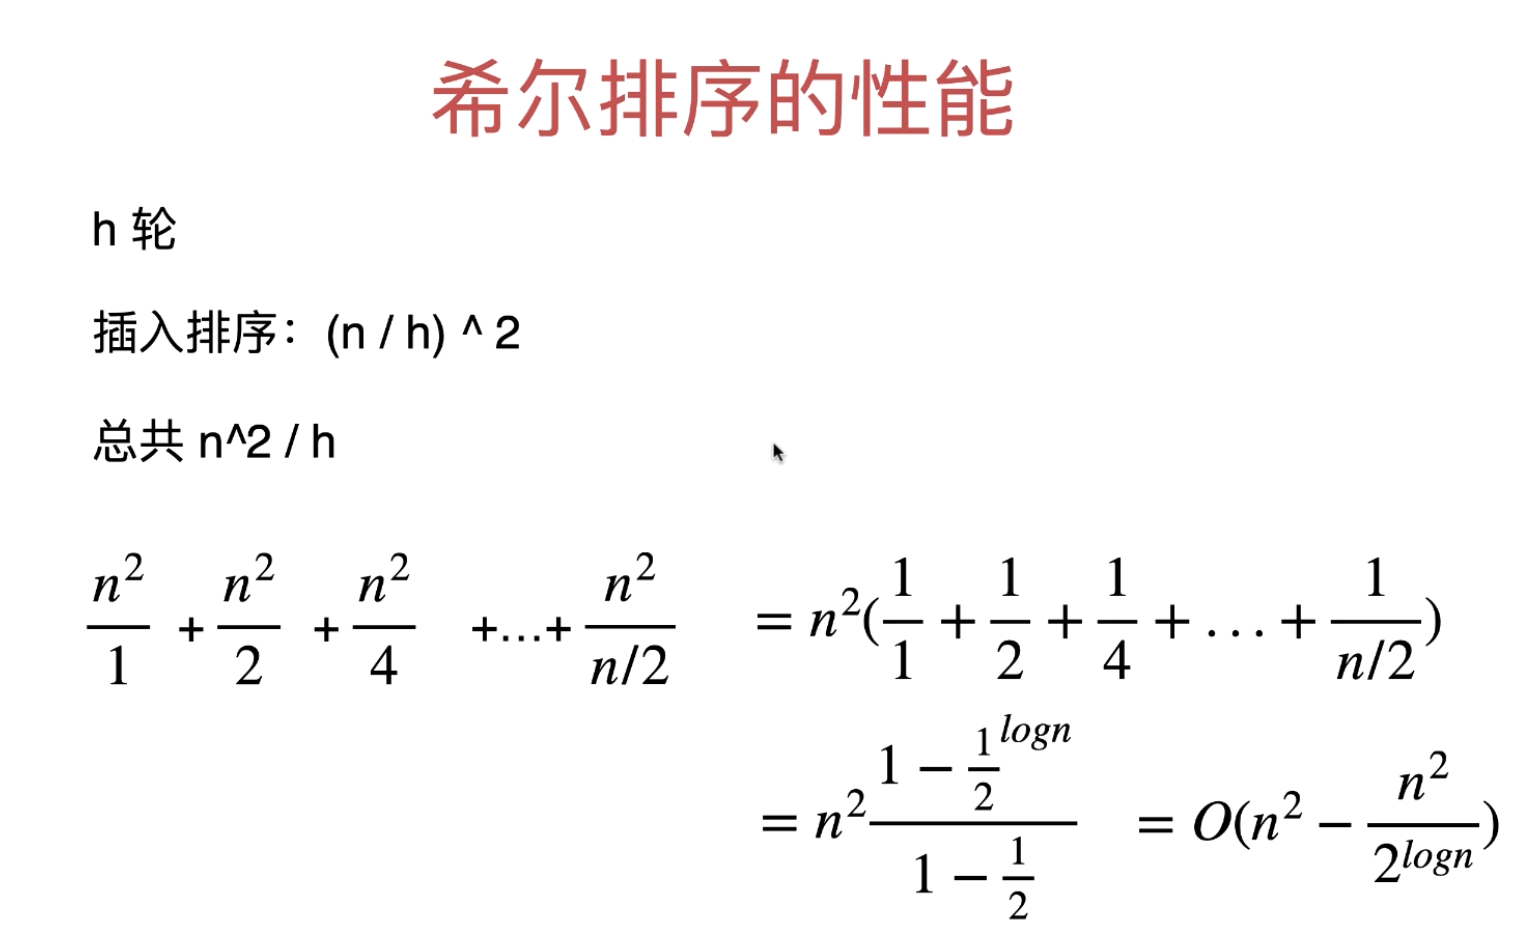 希尔排序的性能
h 轮
插入排序：(n / h) ^ 2
总共 n^2 / h
$\frac{n^2}{1} + \frac{n^2}{2} + \frac{n^2}{4} + \ldots + \frac{n^2}{n/2} = n^2(\frac{1}{1} + \frac{1}{2} + \frac{1}{4} + \ldots + \frac{1}{n/2})$
$= n^2 \frac{1 - \frac{1}{2}^{logn}}{1 - \frac{1}{2}} = O(n^2 - \frac{n^2}{2^{logn}})$